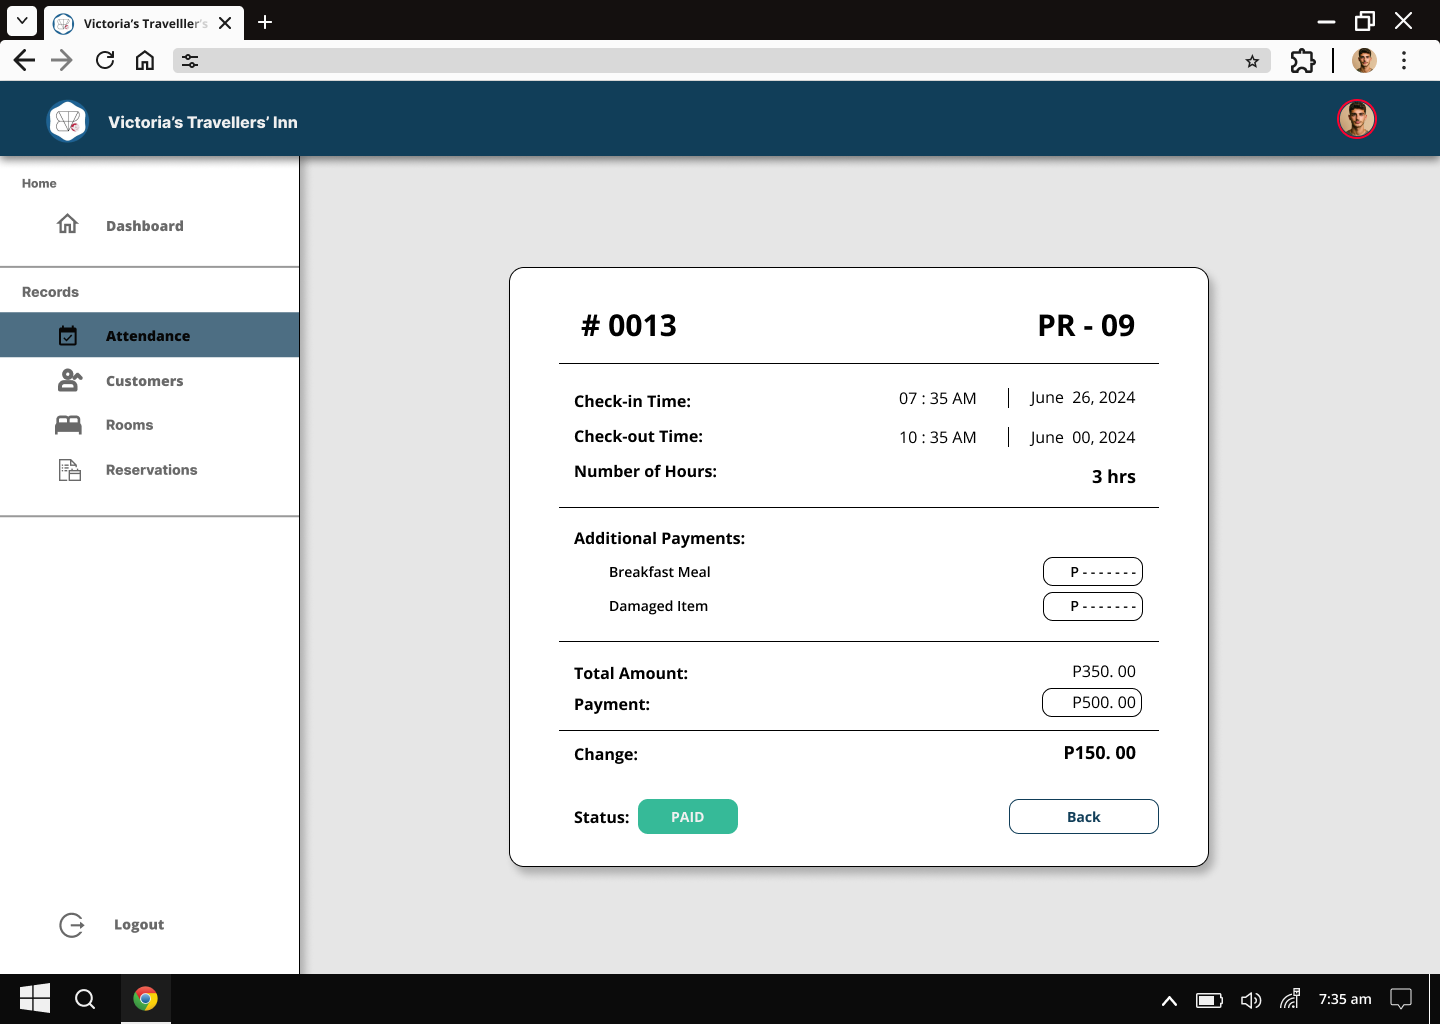 Victoria’s Travelller's
Victoria’s Travellers’ Inn
Home
Dashboard
Records
Attendance
Customers
Rooms
Reservations
Logout
# 0013 PR - 09
Check-in Time: 07 : 35 AM June 26, 2024
Check-out Time: 10 : 35 AM June 00, 2024
Number of Hours: 3 hrs
Additional Payments:
Breakfast Meal P - - - - - - -
Damaged Item P - - - - - - -
Total Amount: P350. 00
Payment: P500. 00
Change: P150. 00
Status: PAID Back
7:35 am